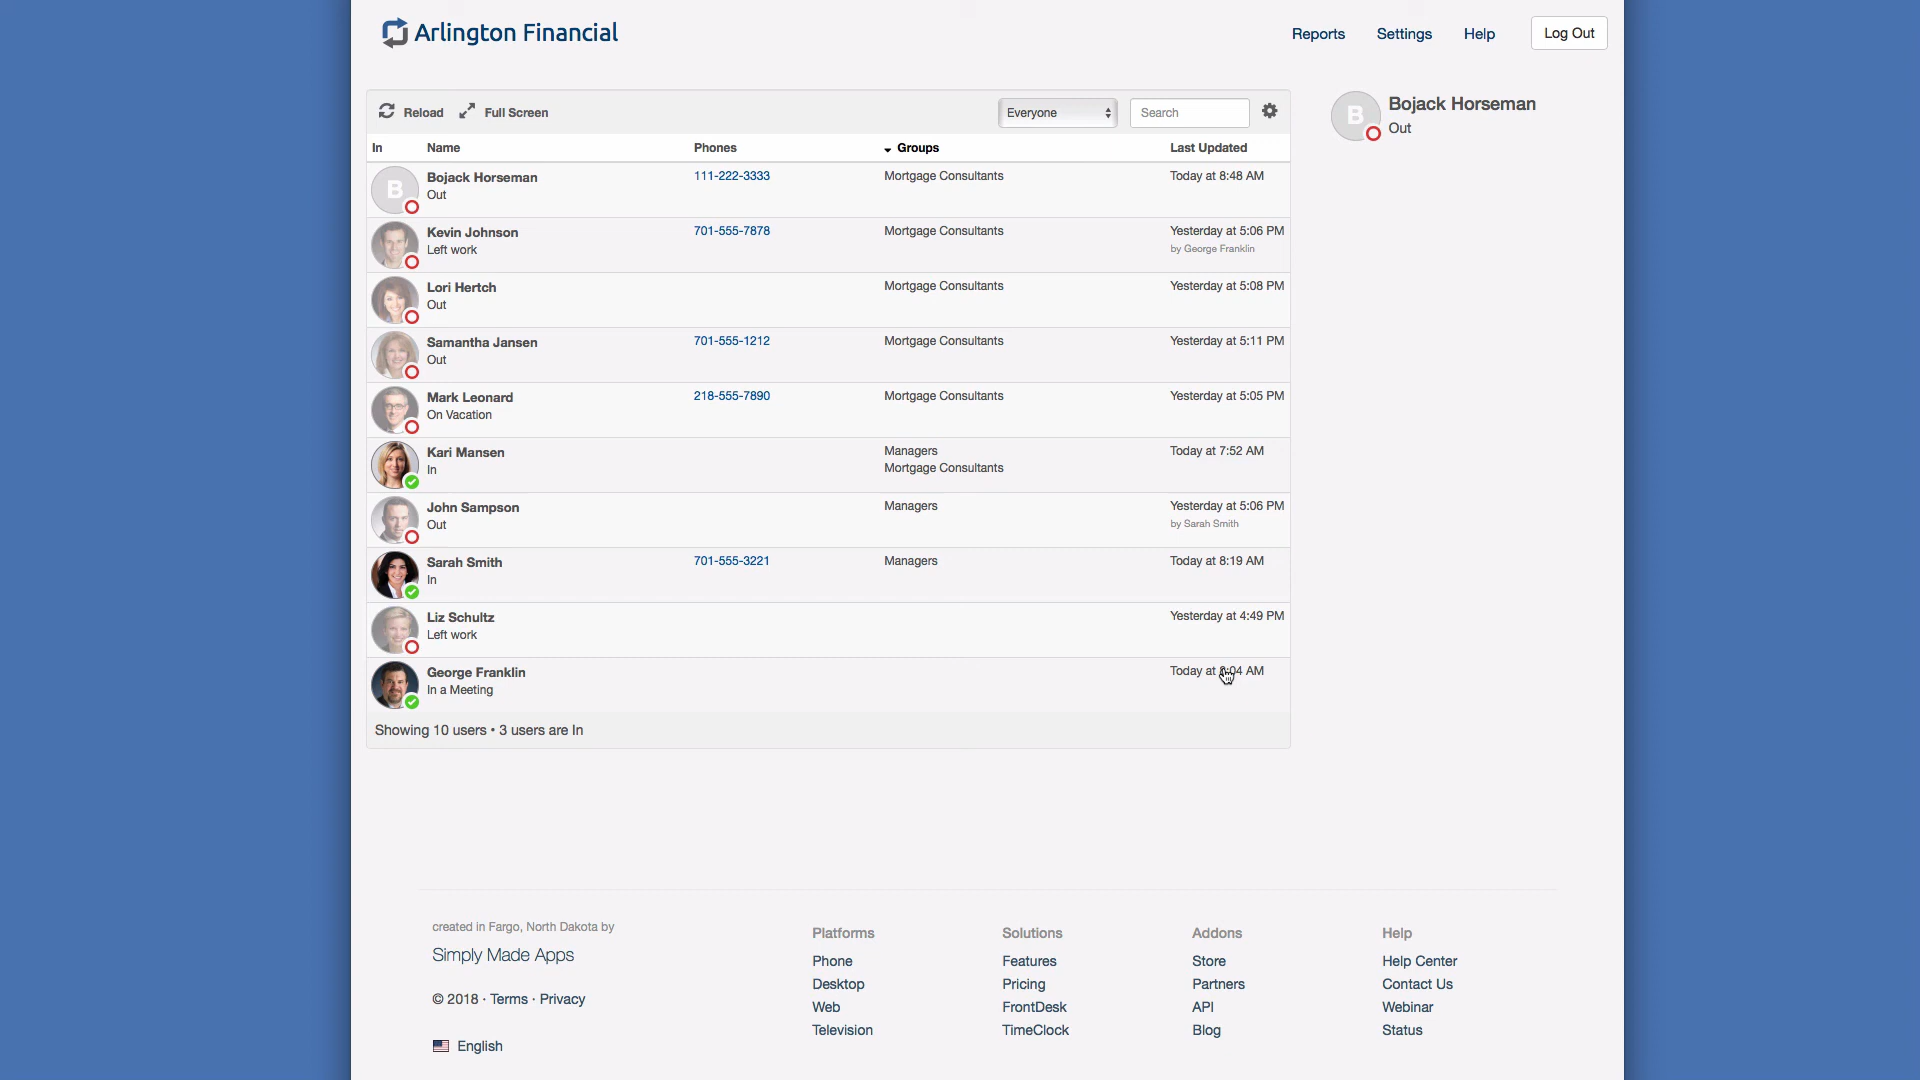 Arlington Financial
Reports Settings Help Log Out
Reload Full Screen Everyone Search
B Bojack Horseman
Out
In Name Phones Groups Last Updated
B Bojack Horseman 111-222-3333 Mortgage Consultants Today at 8:48 AM
Out
Kevin Johnson 701-555-7878 Mortgage Consultants Yesterday at 5:06 PM
Left work by George Franklin
Lori Hertch Mortgage Consultants Yesterday at 5:08 PM
Out
Samantha Jansen 701-555-1212 Mortgage Consultants Yesterday at 5:11 PM
Out
Mark Leonard 218-555-7890 Mortgage Consultants Yesterday at 5:05 PM
On Vacation
Kari Mansen Managers Today at 7:52 AM
In Mortgage Consultants
John Sampson Managers Yesterday at 5:06 PM
Out by Sarah Smith
Sarah Smith 701-555-3221 Managers Today at 8:19 AM
In
Liz Schultz Yesterday at 4:49 PM
Left work
George Franklin Today at AM
In a Meeting
Showing 10 users • 3 users are In
created in Fargo, North Dakota by
Simply Made Apps
© 2018 · Terms · Privacy
English
Platforms
Phone
Desktop
Web
Television
Solutions
Features
Pricing
FrontDesk
TimeClock
Addons
Store
Partners
API
Blog
Help
Help Center
Contact Us
Webinar
Status